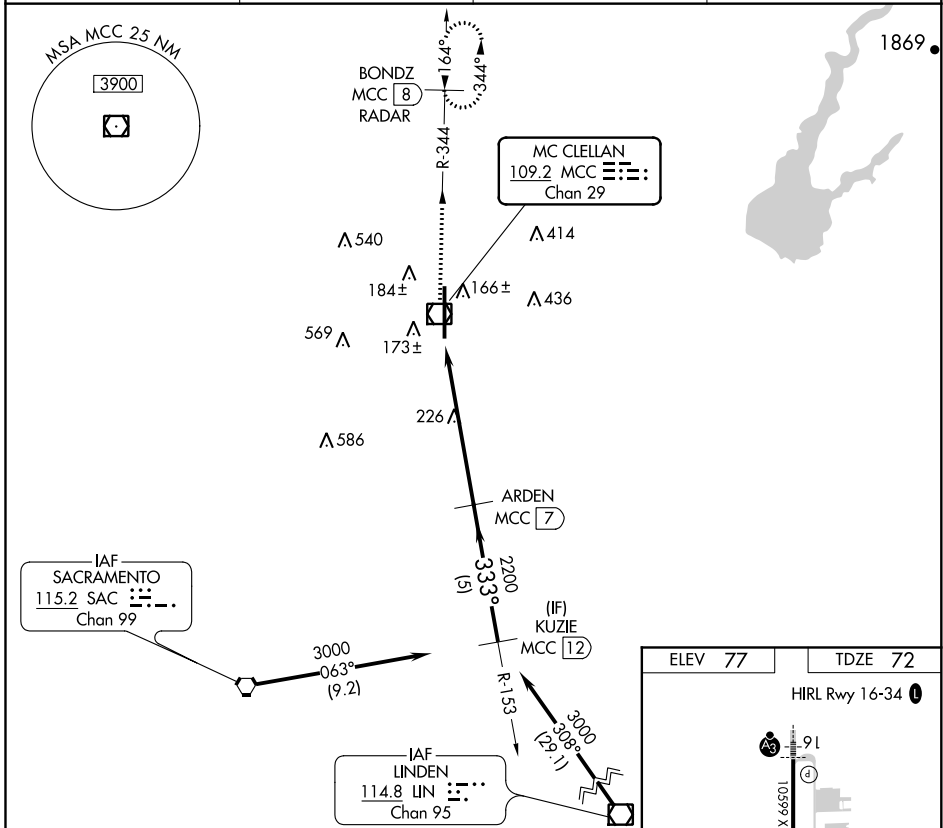 MSA MCC 25 NM
3900
1869
164°
344°
BONDZ
MCC 8
RADAR
R-344
MC CLELLAN
109.2 MCC
Chan 29
540
414
184±
166±
436
569
173±
226
586
ARDEN
MCC 7
2200
333°
(5)
IAF
SACRAMENTO
115.2 SAC
Chan 99
(IF)
KUZIE
MCC 12
3000
063°
(9.2)
R-153
3000
308°
(29.1)
IAF
LINDEN
114.8 LIN
Chan 95
ELEV 77
TDZE 72
HIRL Rwy 16-34 L
A3
16
P
10599 X